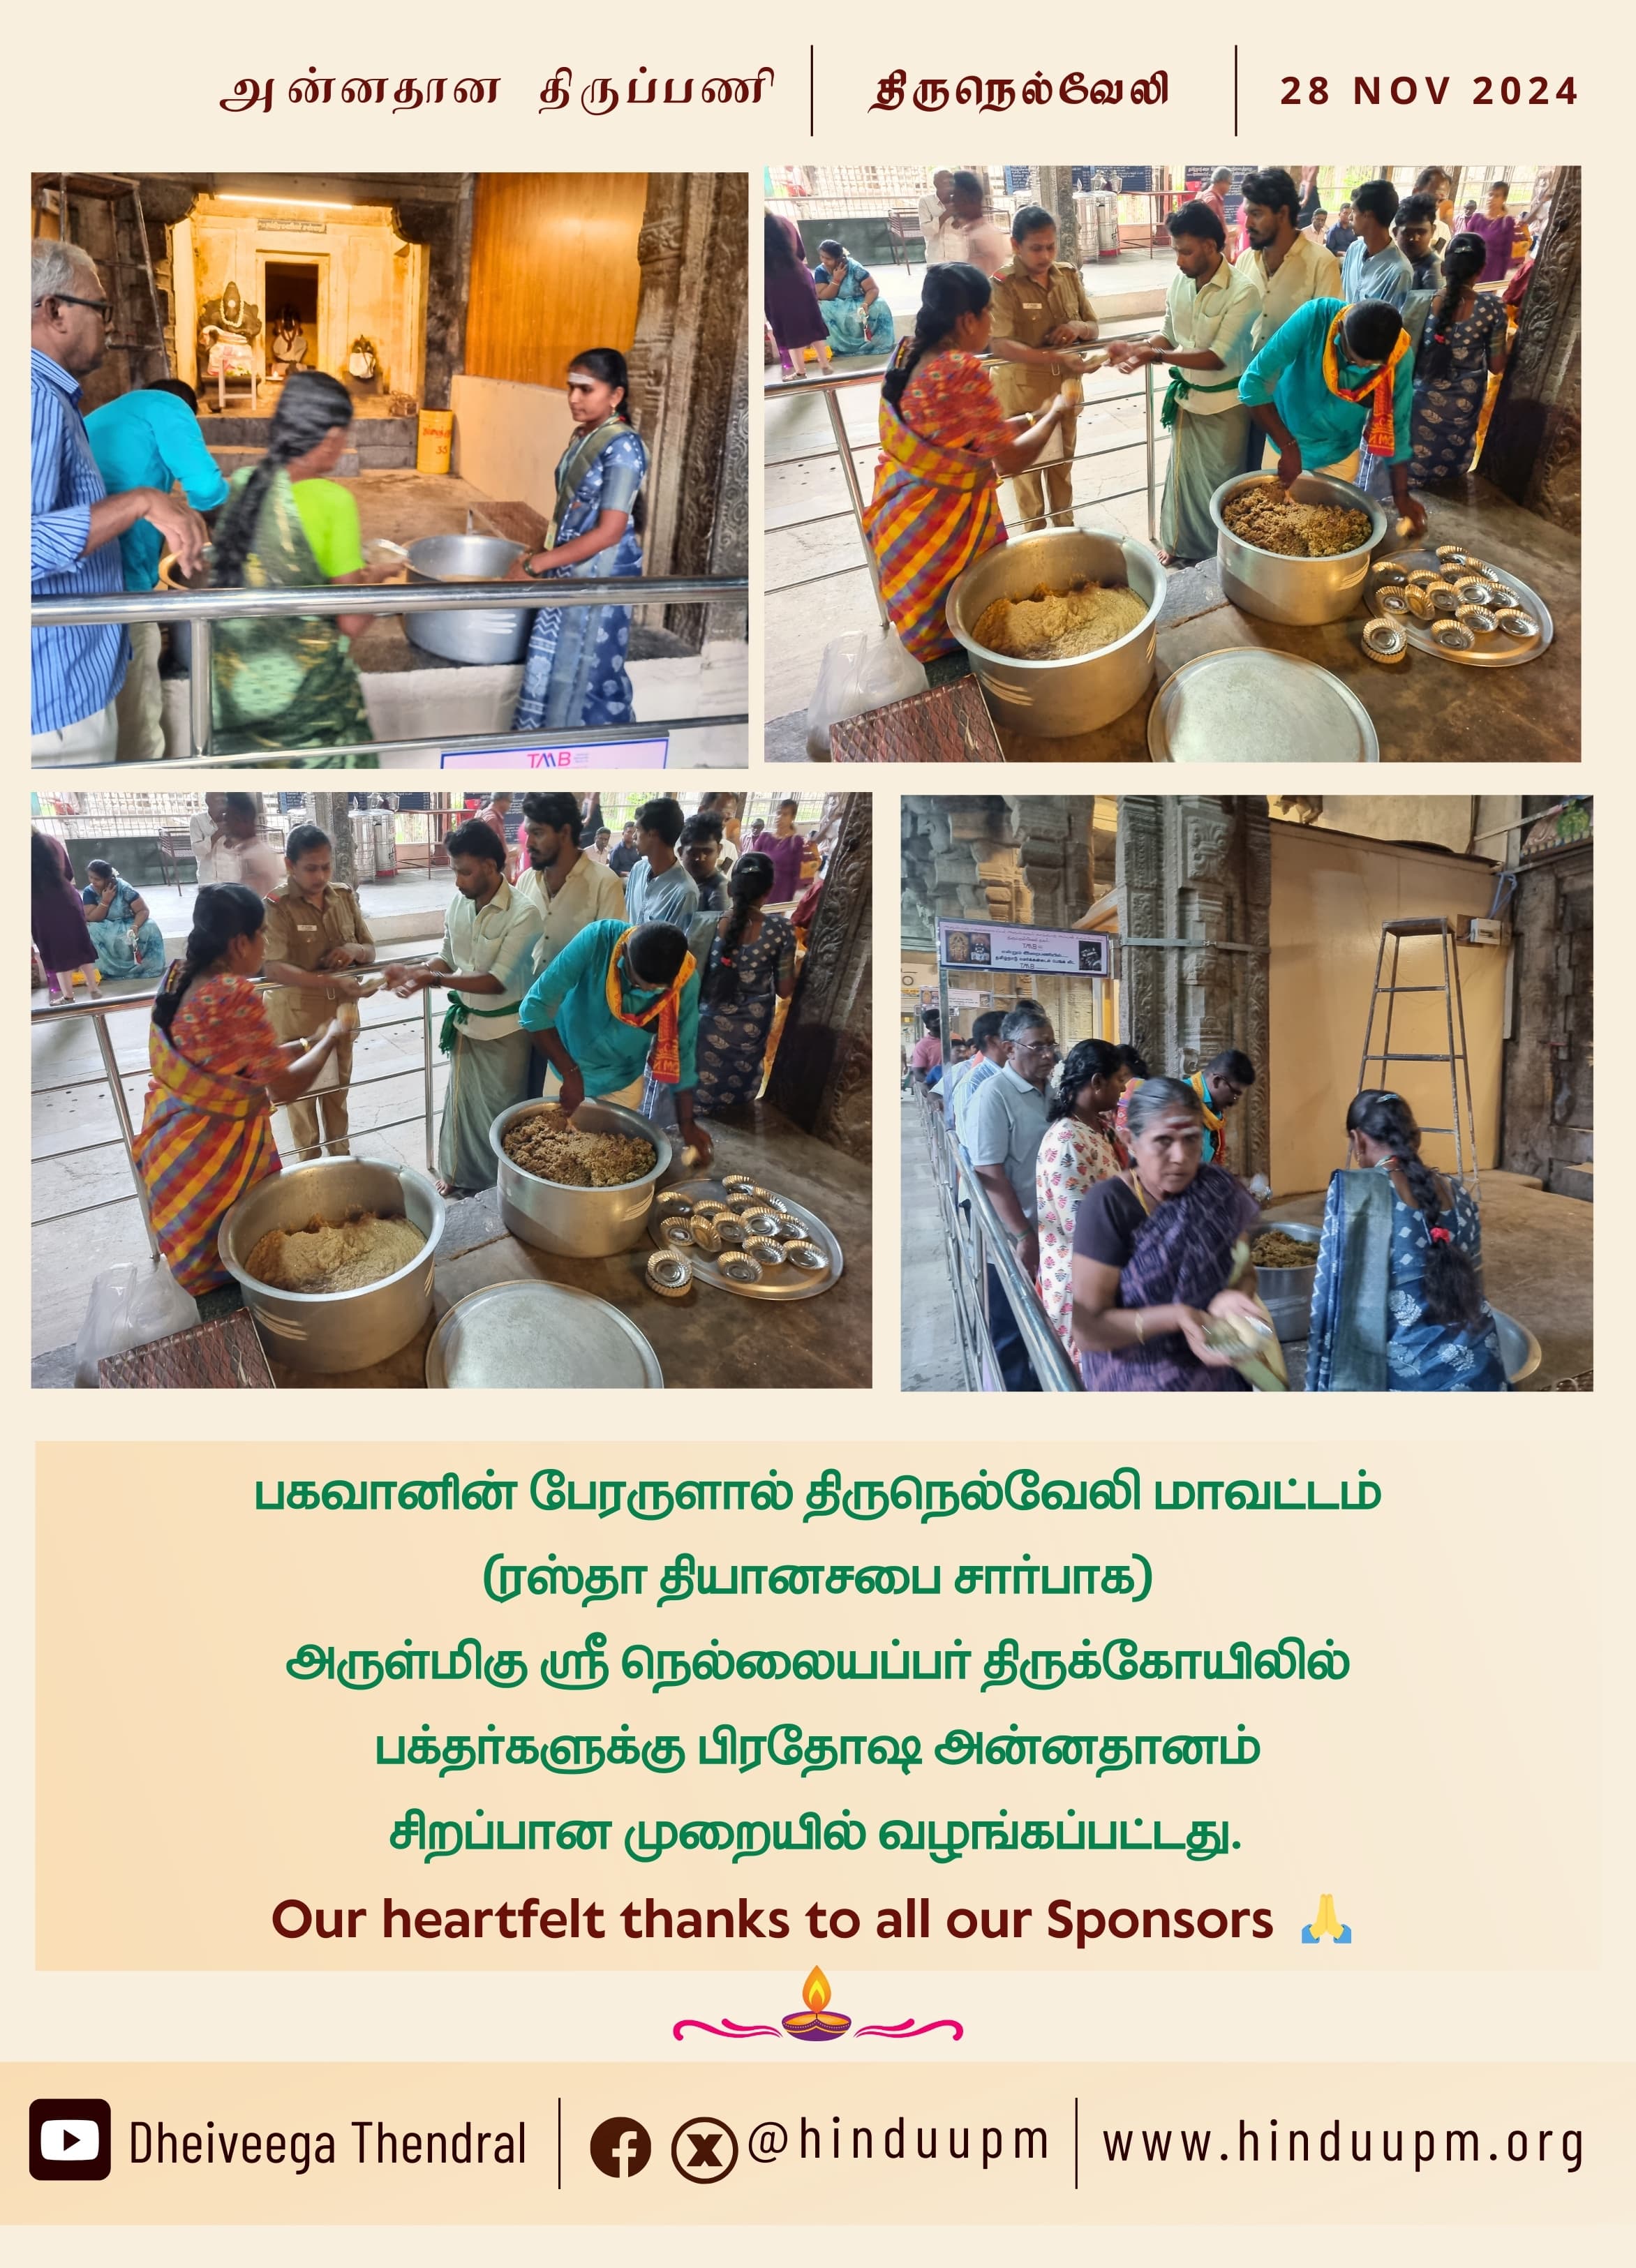 அன்னதான திருப்பணி
திருநெல்வேலி
28 NOV 2024
TMB
TMB
பகவானின் பேரருளால் திருநெல்வேலி மாவட்டம்
(ரஸ்தா தியானசபை சார்பாக)
அருள்மிகு ஸ்ரீ நெல்லையப்பர் திருக்கோயிலில்
பக்தர்களுக்கு பிரதோஷ அன்னதானம்
சிறப்பான முறையில் வழங்கப்பட்டது.
Our heartfelt thanks to all our Sponsors 🙏
Dheiveega Thendral
@hinduupm
www.hinduupm.org